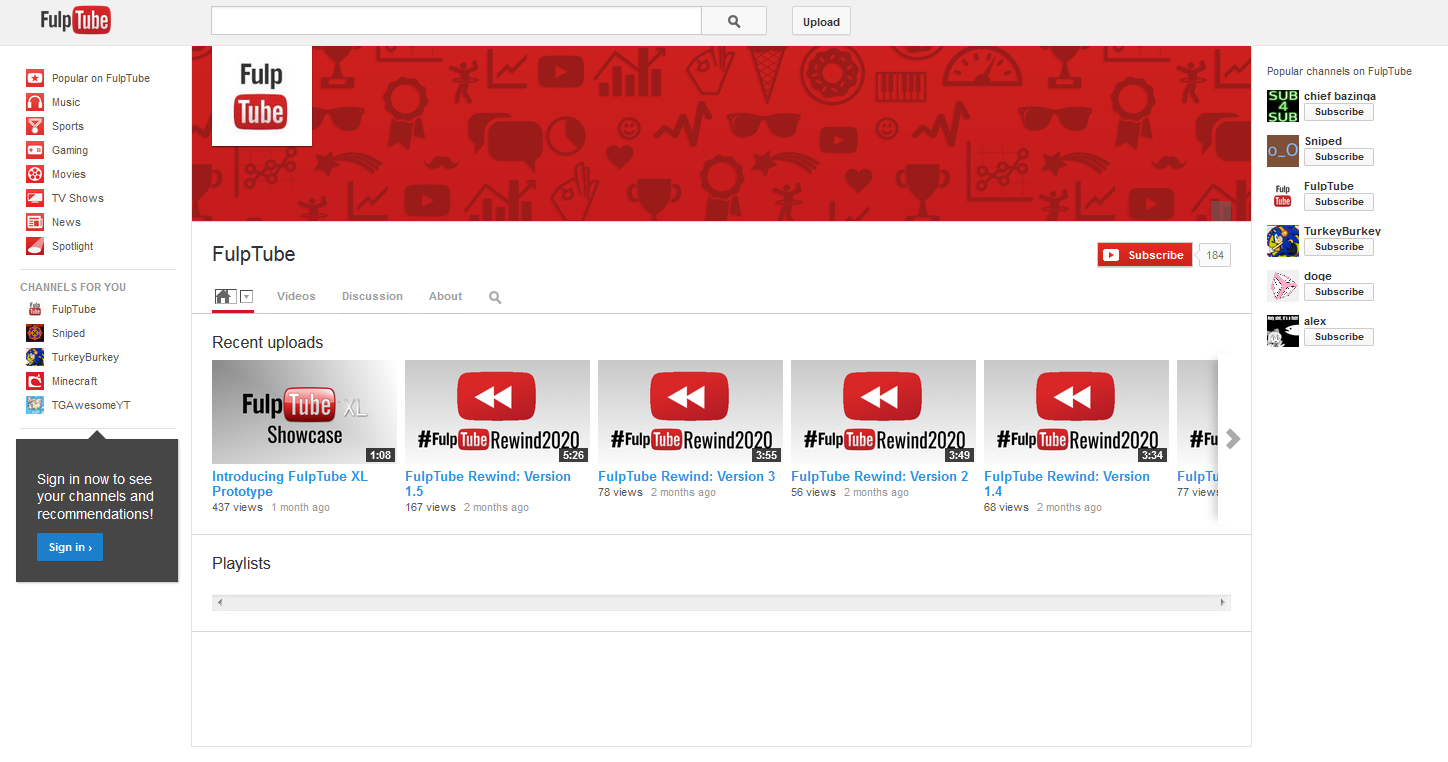 FulpTube
Upload
Popular on FulpTube
Music
Sports
Gaming
Movies
TV Shows
News
Spotlight
CHANNELS FOR YOU
FulpTube
Sniped
TurkeyBurkey
Minecraft
TGAwesomeYT
Sign in now to see
your channels and
recommendations!
Sign in ›
Fulp
Tube
FulpTube
Subscribe
184
Videos
Discussion
About
Recent uploads
FulpTube XL
Showcase
1:08
Introducing FulpTube XL
Prototype
437 views 1 month ago
#FulpTubeRewind2020
5:26
FulpTube Rewind: Version
1.5
167 views 2 months ago
#FulpTubeRewind2020
3:55
FulpTube Rewind: Version 3
78 views 2 months ago
#FulpTubeRewind2020
3:49
FulpTube Rewind: Version 2
56 views 2 months ago
#FulpTubeRewind2020
3:34
FulpTube Rewind: Version
1.4
68 views 2 months ago
#Fu
FulpTu
77 views
Playlists
Popular channels on FulpTube
SUB
4
SUB
chief bazinga
Subscribe
o_O
Sniped
Subscribe
Fulp
Tube
FulpTube
Subscribe
TurkeyBurkey
Subscribe
doge
Subscribe
alex
Subscribe